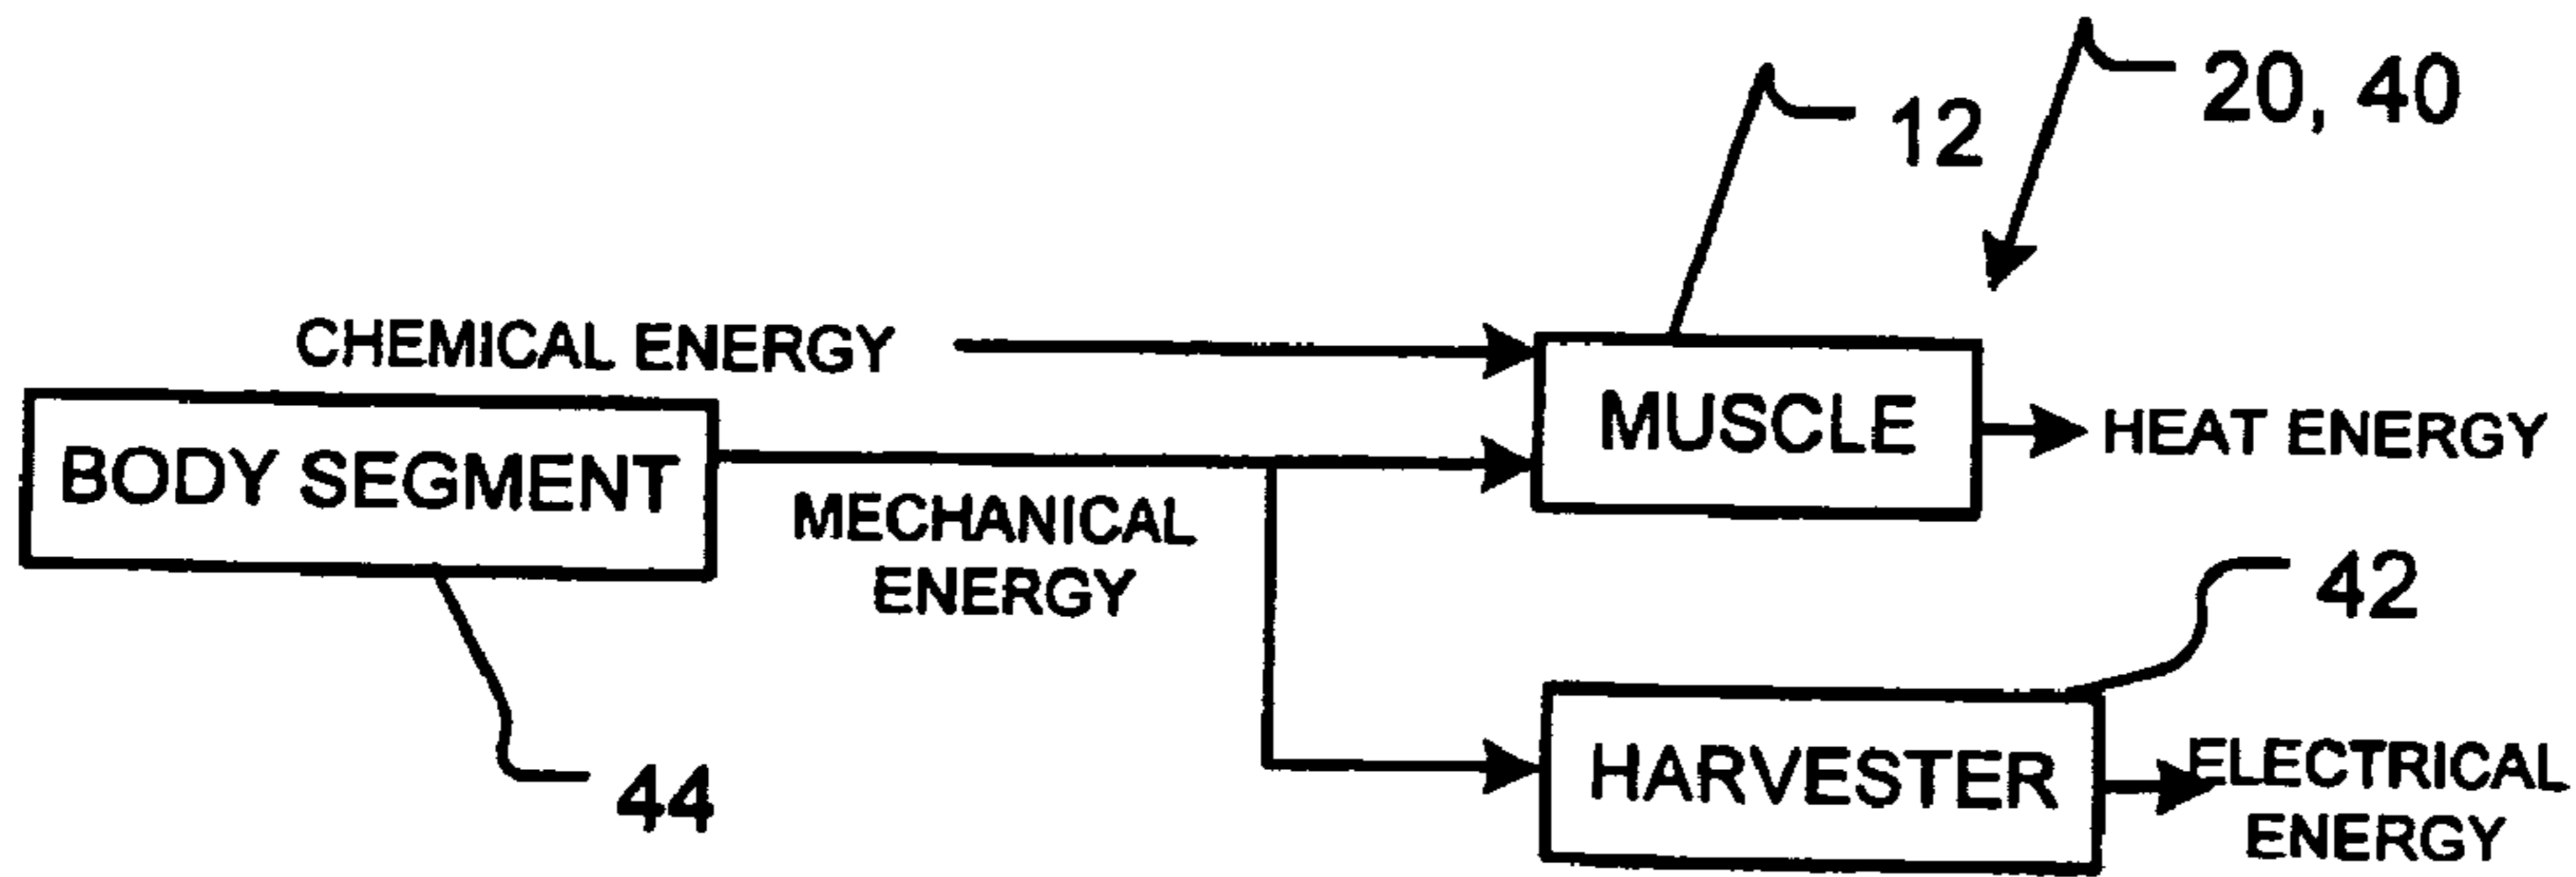 20, 40
12
CHEMICAL ENERGY
MUSCLE
HEAT ENERGY
BODY SEGMENT
MECHANICAL
ENERGY
42
44
HARVESTER
ELECTRICAL
ENERGY